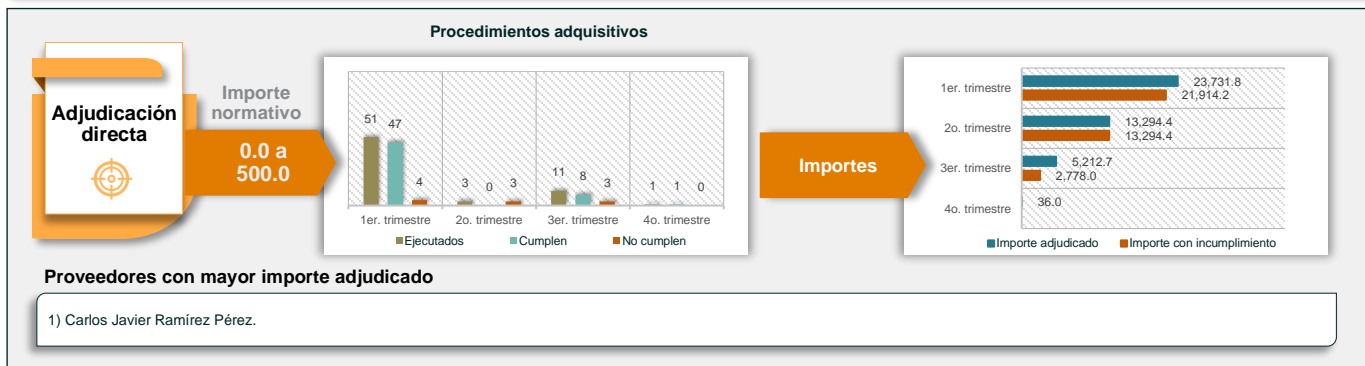 Procedimientos adquisitivos
Adjudicación
directa
Importe
normativo
0.0 a
500.0
51
47
4
3
0
3
11
8
3
1
1
0
1er. trimestre
2o. trimestre
3er. trimestre
4o. trimestre
Ejecutados
Cumplen
No cumplen
Importes
1er. trimestre
23,731.8
21,914.2
2o. trimestre
13,294.4
13,294.4
3er. trimestre
5,212.7
2,778.0
4o. trimestre
36.0
Importe adjudicado
Importe con incumplimiento
Proveedores con mayor importe adjudicado
1) Carlos Javier Ramírez Pérez.